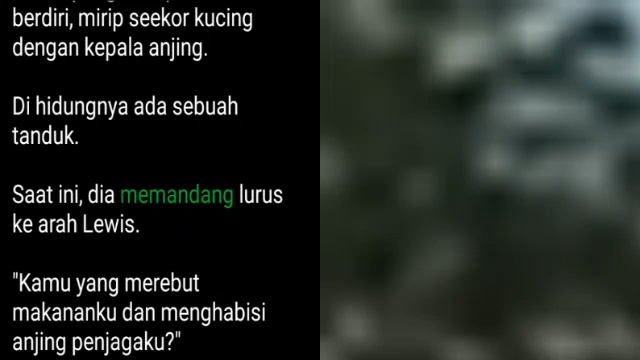 berdiri, mirip seekor kucing
dengan kepala anjing.
Di hidungnya ada sebuah
tanduk.
Saat ini, dia memandang lurus
ke arah Lewis.
"Kamu yang merebut
makananku dan menghabisi
anjing penjagaku?"